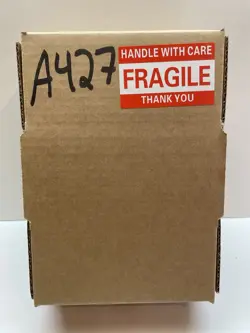 A427
HANDLE WITH CARE
FRAGILE
THANK YOU